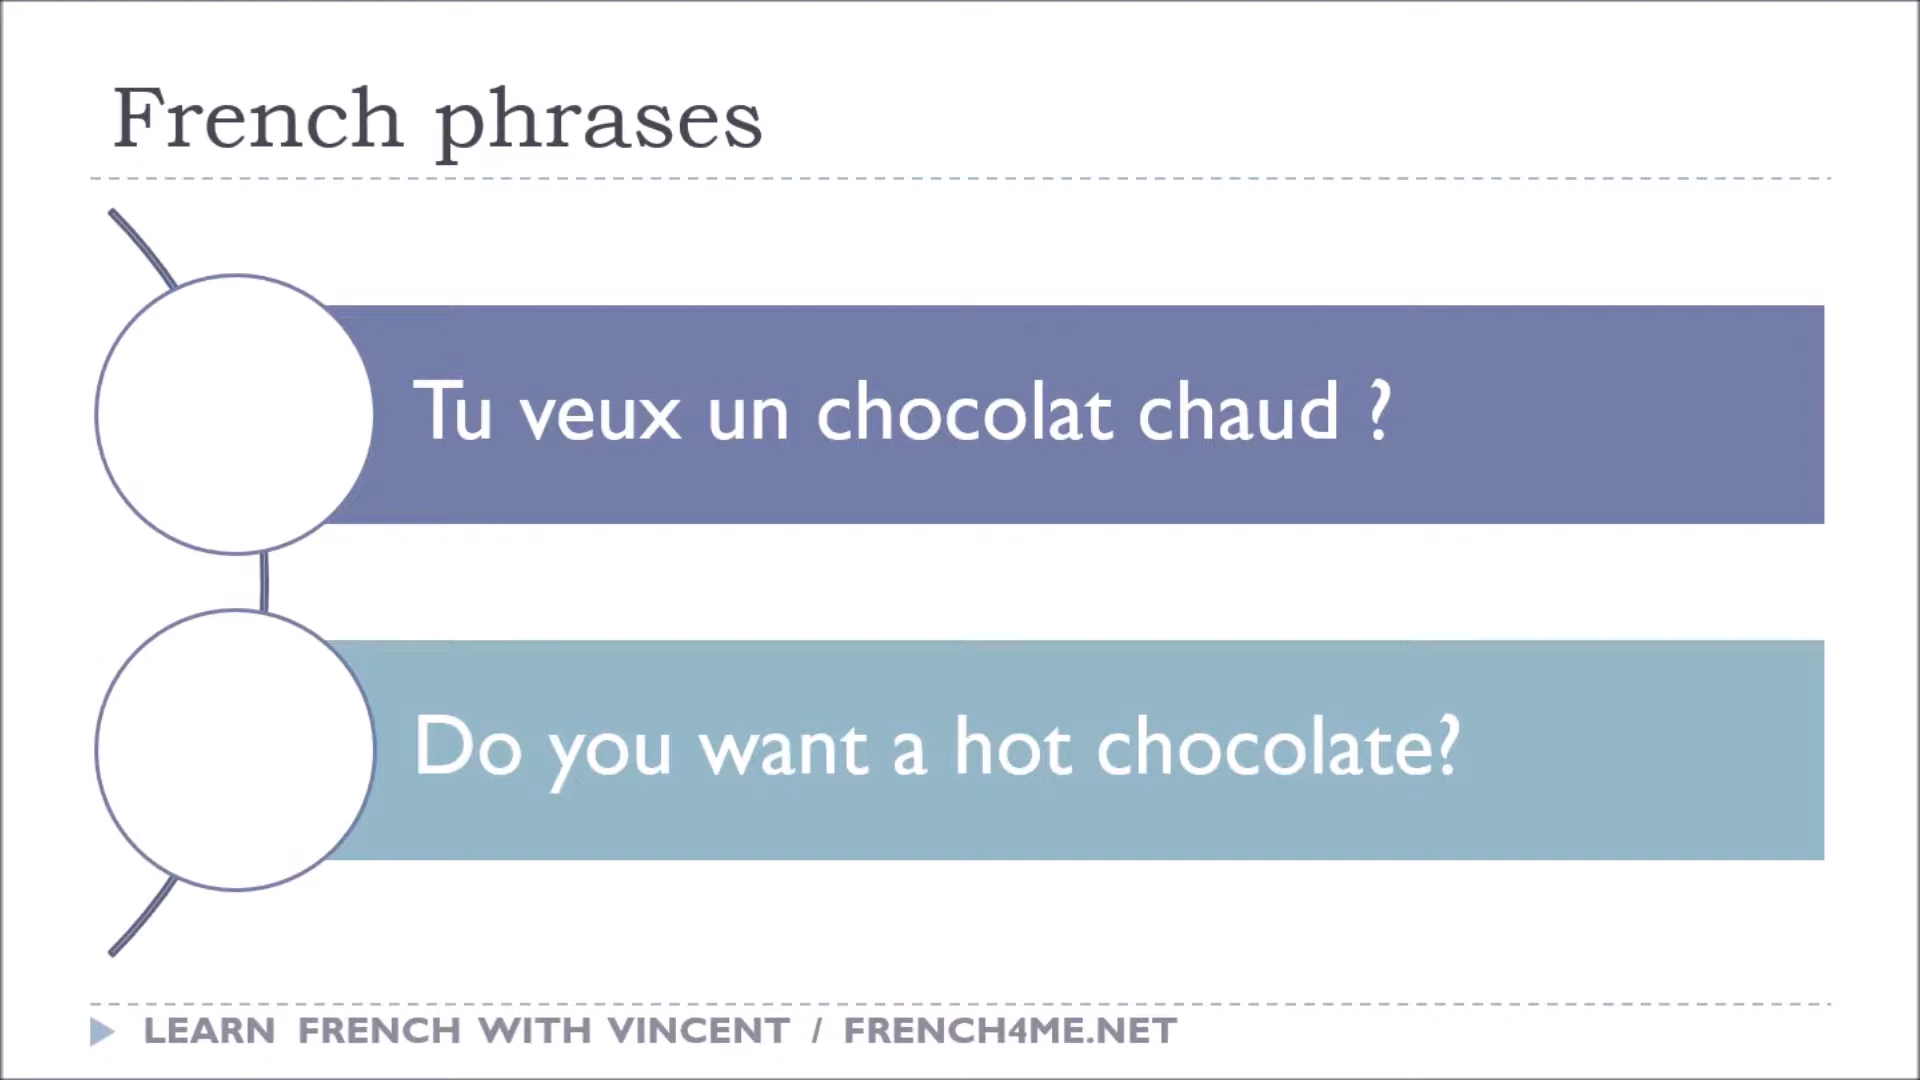 French phrases
Tu veux un chocolat chaud ?
Do you want a hot chocolate?
LEARN FRENCH WITH VINCENT / FRENCH4ME.NET